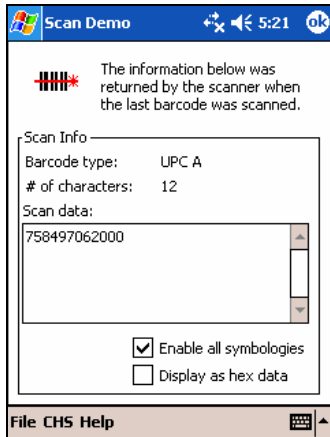 Scan Demo 5:21 ok
The information below was
returned by the scanner when
the last barcode was scanned.
Scan Info
Barcode type: UPC A
# of characters: 12
Scan data:
758497062000
Enable all symbologies
Display as hex data
File CHS Help